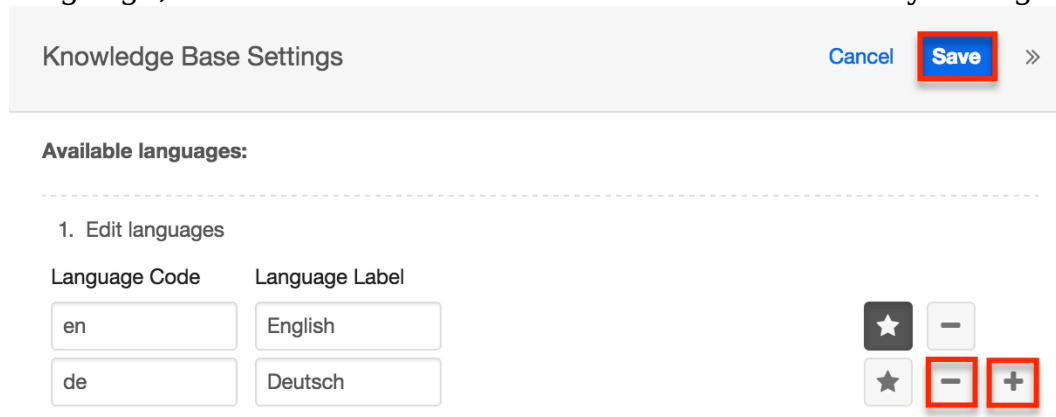 Knowledge Base Settings Cancel Save »
Available languages:
1. Edit languages
Language Code Language Label
en English
de Deutsch